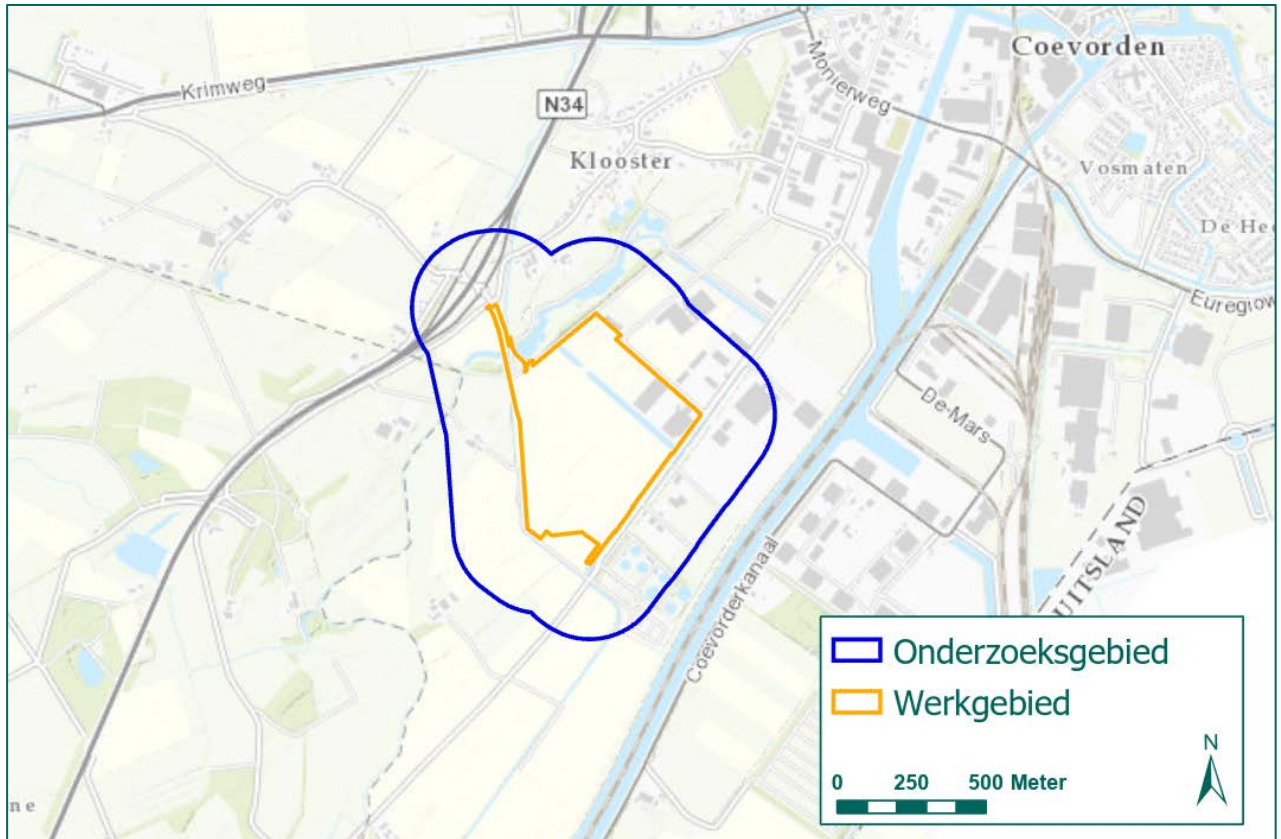 Coevorden
Krimweg
Monierweg
N34
Klooster
Vosmaten
De Hee
Euregiow
De-Mars
UITSLAND
Coevorderkanaal
ne
Onderzoeksgebied
Werkgebied
N
0 250 500 Meter